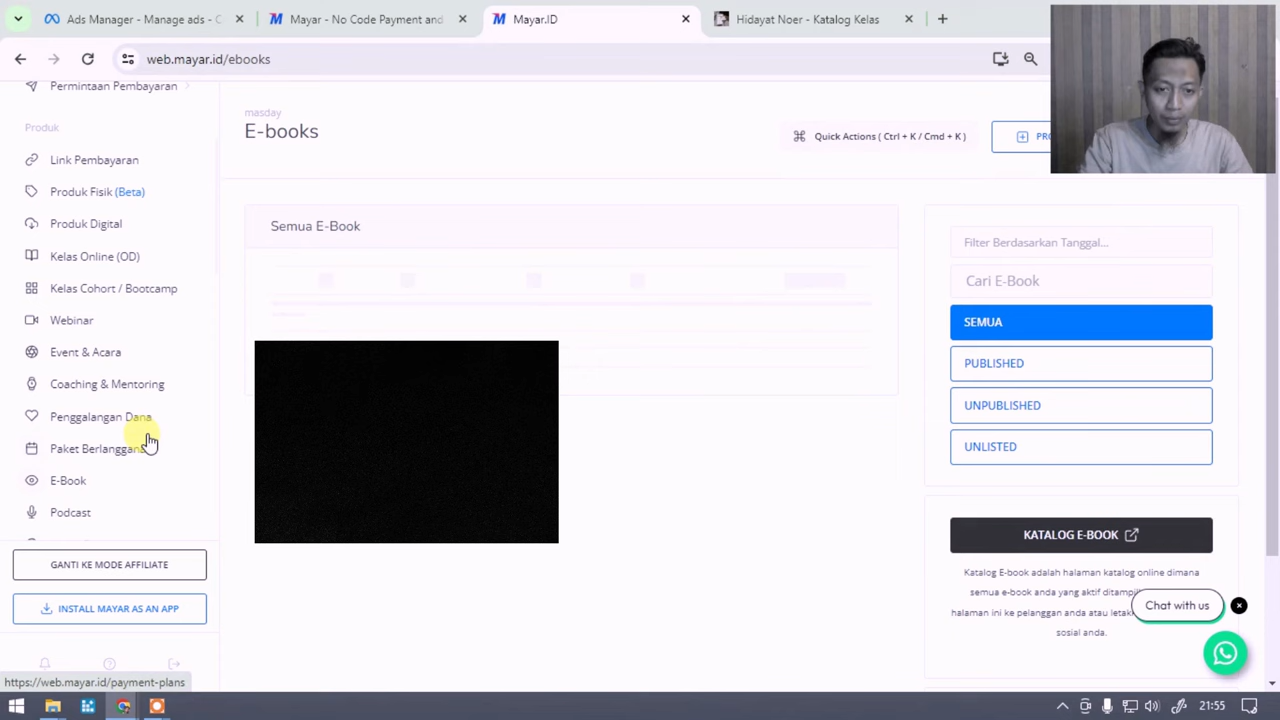 Ads Manager - Manage ads - C
Mayar - No Code Payment and
Mayar.ID
Hidayat Noer - Katalog Kelas
web.mayar.id/ebooks
Permintaan Pembayaran
Produk
Link Pembayaran
Produk Fisik (Beta)
Produk Digital
Kelas Online (OD)
Kelas Cohort / Bootcamp
Webinar
Event & Acara
Coaching & Mentoring
Penggalangan Dana
Paket Berlangganan
E-Book
Podcast
GANTI KE MODE AFFILIATE
INSTALL MAYAR AS AN APP
https://web.mayar.id/payment-plans
masday
E-books
Quick Actions ( Ctrl + K / Cmd + K )
Semua E-Book
Filter Berdasarkan Tanggal...
Cari E-Book
SEMUA
PUBLISHED
UNPUBLISHED
UNLISTED
KATALOG E-BOOK
Katalog E-book adalah halaman katalog online dimana
semua e-book anda yang aktif
halaman ini ke pelanggan anda atau
sosial anda.
Chat with us
21:55